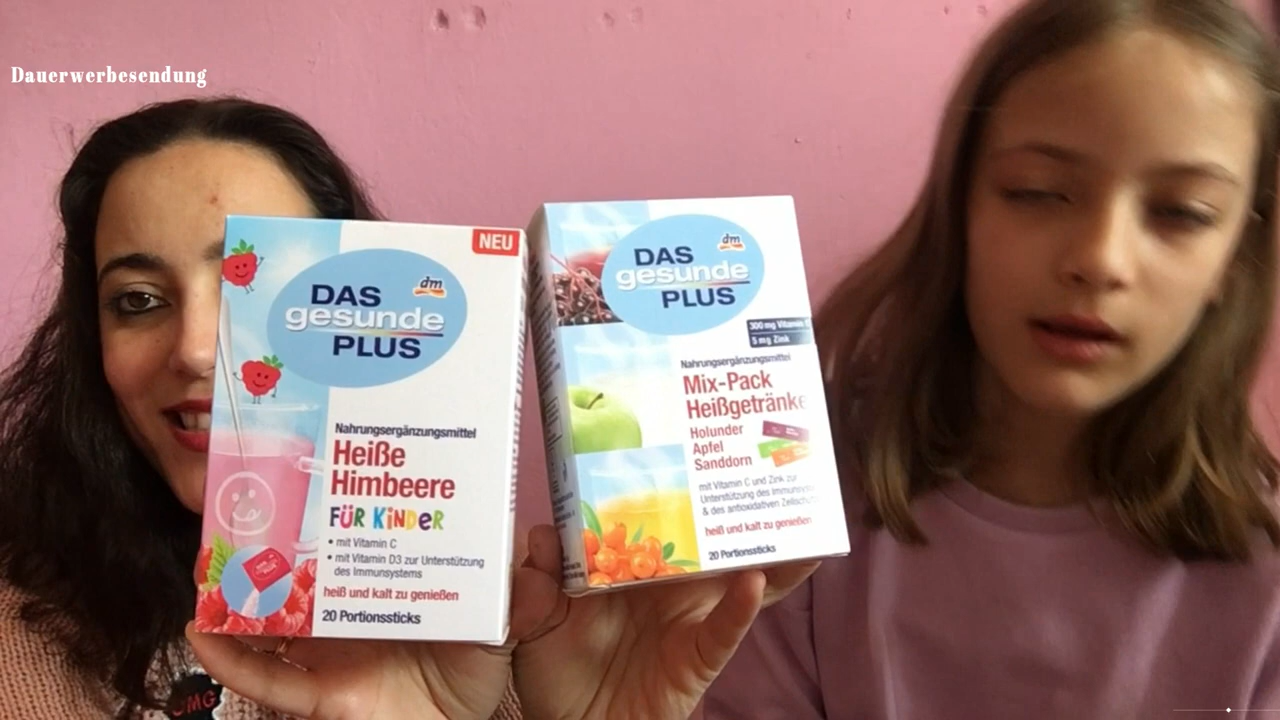 Dauerwerbesendung
NEU
DAS
gesunde
PLUS
dm
Nahrungsergänzungsmittel
Heiße
Himbeere
FÜR KINDER
• mit Vitamin C
• mit Vitamin D3 zur Unterstützung
des Immunsystems
heiß und kalt zu genießen
20 Portionssticks
DAS
gesunde
PLUS
dm
300 mg Vitamin C
5 mg Zink
Nahrungsergänzungsmittel
Mix-Pack
Heißgetränke
Holunder
Apfel
Sanddorn
mit Vitamin C und Zink zur
Unterstützung des Immunsystems
& des antioxidativen
heiß und kalt zu genießen
20 Portionssticks
OMG